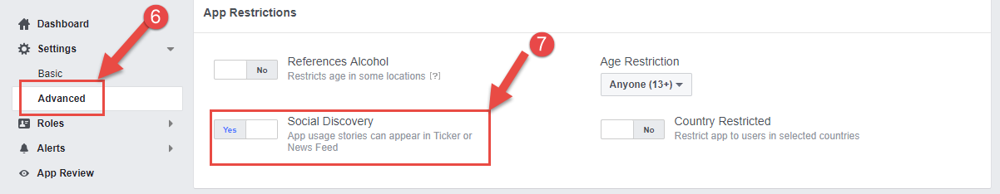 6
Dashboard
Settings
Basic
Advanced
Roles
Alerts
App Review
App Restrictions
7
No
References Alcohol
Restricts age in some locations [?]
Age Restriction
Anyone (13+)
Yes
Social Discovery
App usage stories can appear in Ticker or
News Feed
No
Country Restricted
Restrict app to users in selected countries